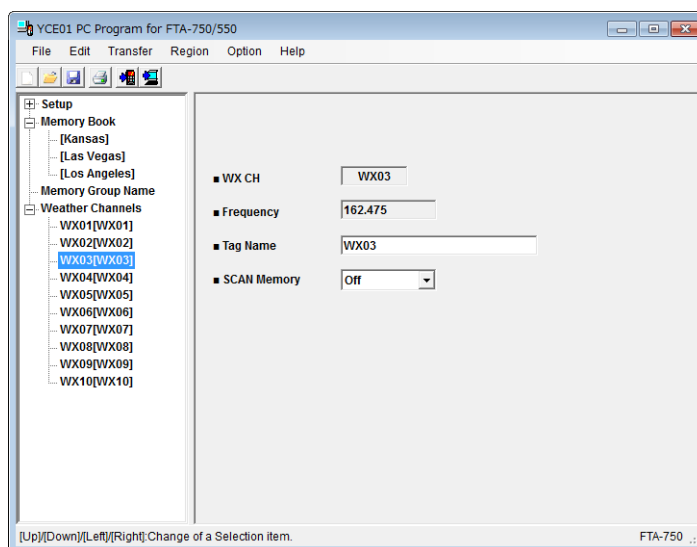 YCE01 PC Program for FTA-750/550
File Edit Transfer Region Option Help
Setup
Memory Book
[Kansas]
[Las Vegas]
[Los Angeles]
Memory Group Name
Weather Channels
WX01[WX01]
WX02[WX02]
WX03[WX03]
WX04[WX04]
WX05[WX05]
WX06[WX06]
WX07[WX07]
WX08[WX08]
WX09[WX09]
WX10[WX10]
■ WX CH WX03
■ Frequency 162.475
■ Tag Name WX03
■ SCAN Memory Off
[Up]/[Down]/[Left]/[Right]:Change of a Selection item. FTA-750